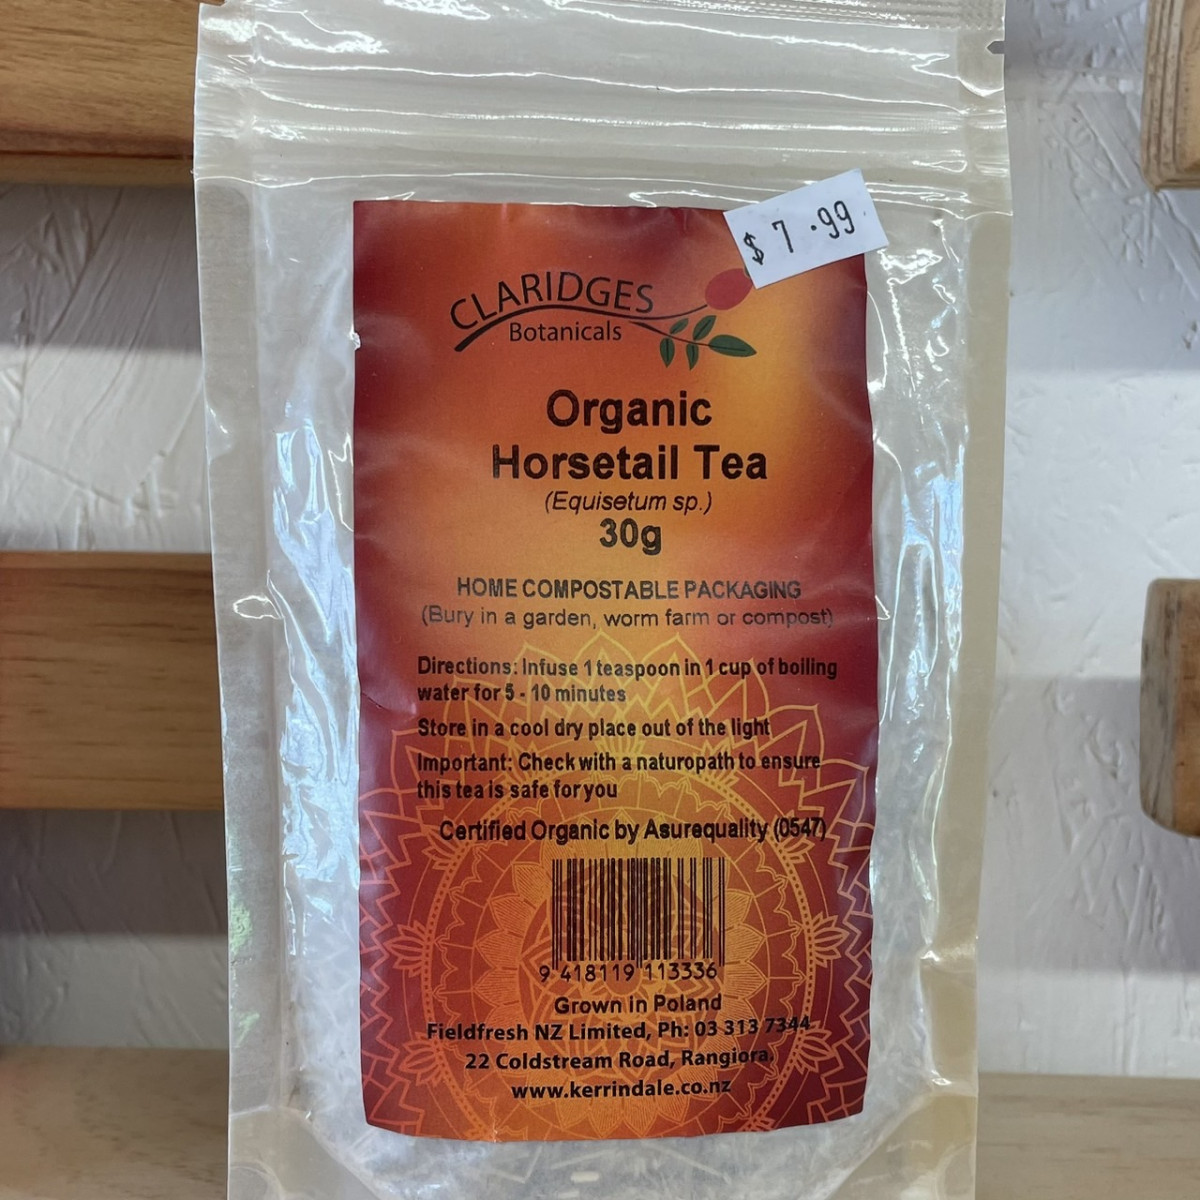 $7.99
CLARIDGES
Botanicals
Organic
Horsetail Tea
(Equisetum sp.)
30g
HOME COMPOSTABLE PACKAGING
(Bury in a garden, worm farm or compost)
Directions: Infuse 1 teaspoon in 1 cup of boiling
water for 5 - 10 minutes
Store in a cool dry place out of the light
Important: Check with a naturopath to ensure
this tea is safe for you
Certified Organic by Asurequality (0547)
9 418119 113336
Grown in Poland
Fieldfresh NZ Limited, Ph: 03 313 7344
22 Coldstream Road, Rangiora.
www.kerrindale.co.nz